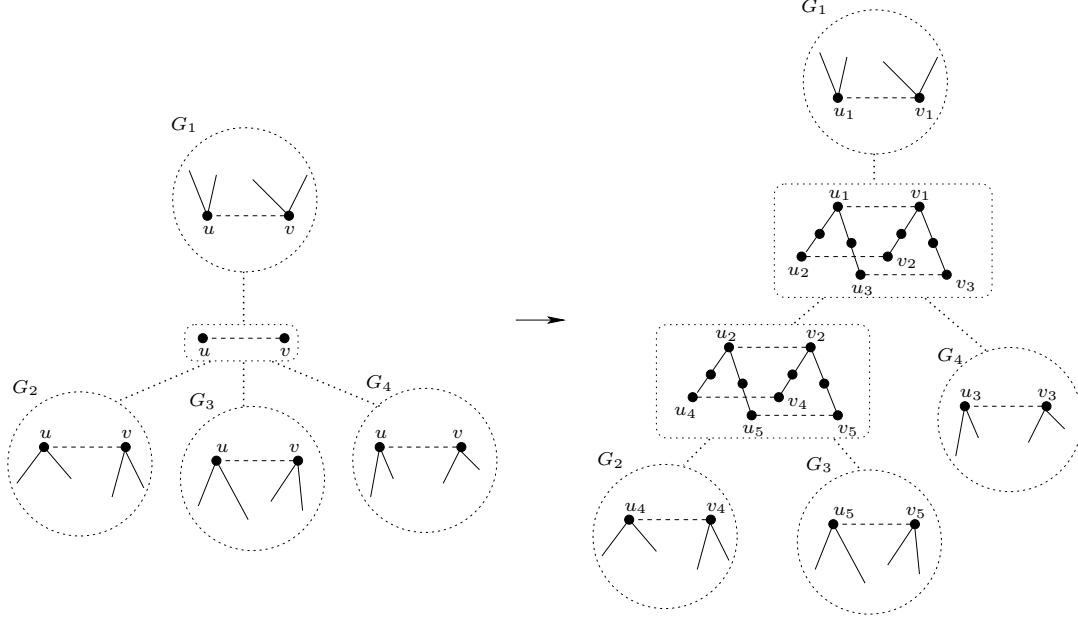 G₁
u v
u v
G₂ G₃ G₄
u v
u v
u v
G₁
u₁ v₁
u₁ v₁
u₂ v₂
u₃ v₃
u₂ v₂
u₄ v₄
u₅ v₅
G₄
u₃ v₃
G₂ G₃
u₄ v₄
u₅ v₅